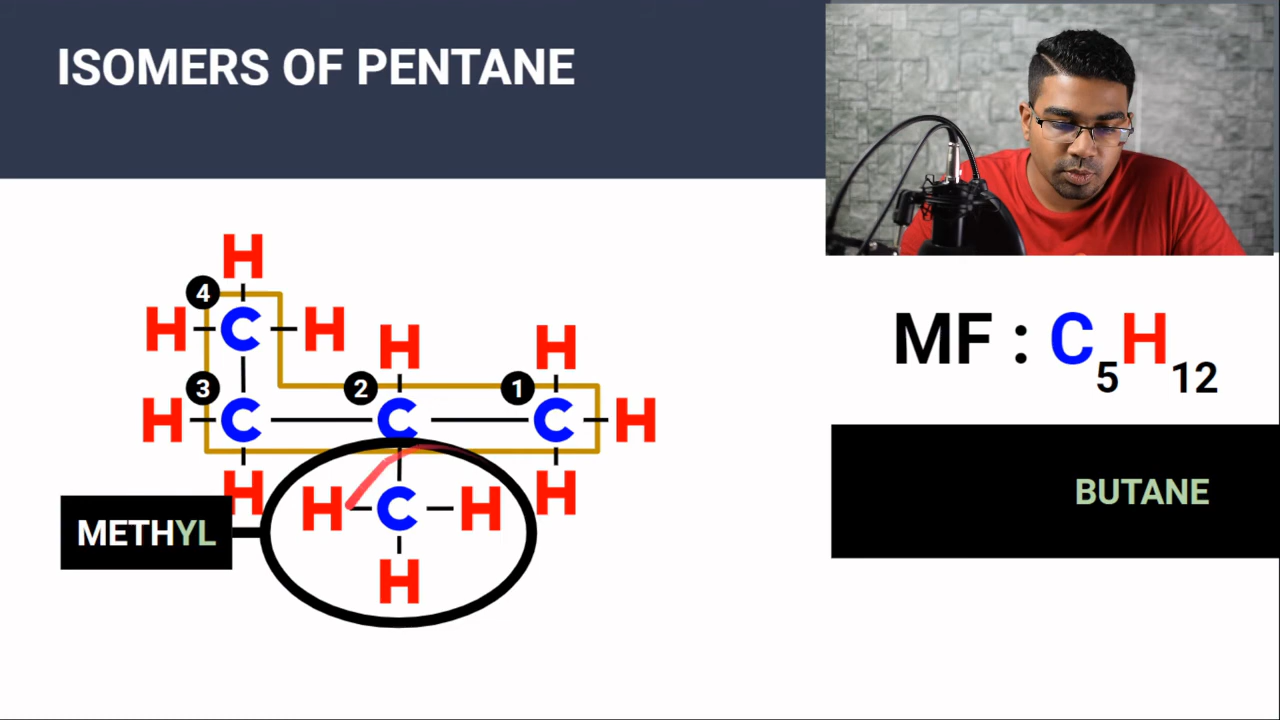 ISOMERS OF PENTANE
H
4
H C H
H H
3 2 1
H C C C H
H H
H C H
H
METHYL
MF : C5H12
BUTANE